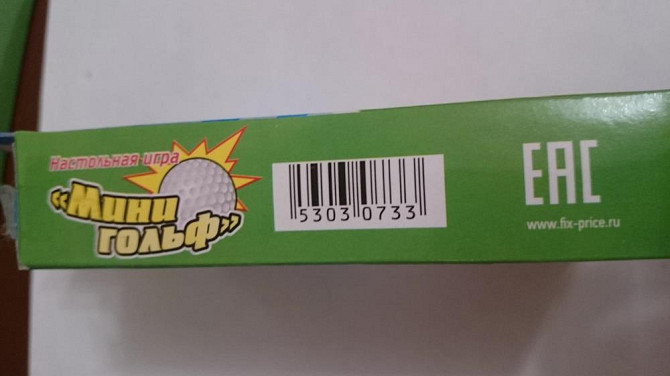 Настольная игра
«Мини
гольф»
5303 0733
EAC
www.fix-price.ru